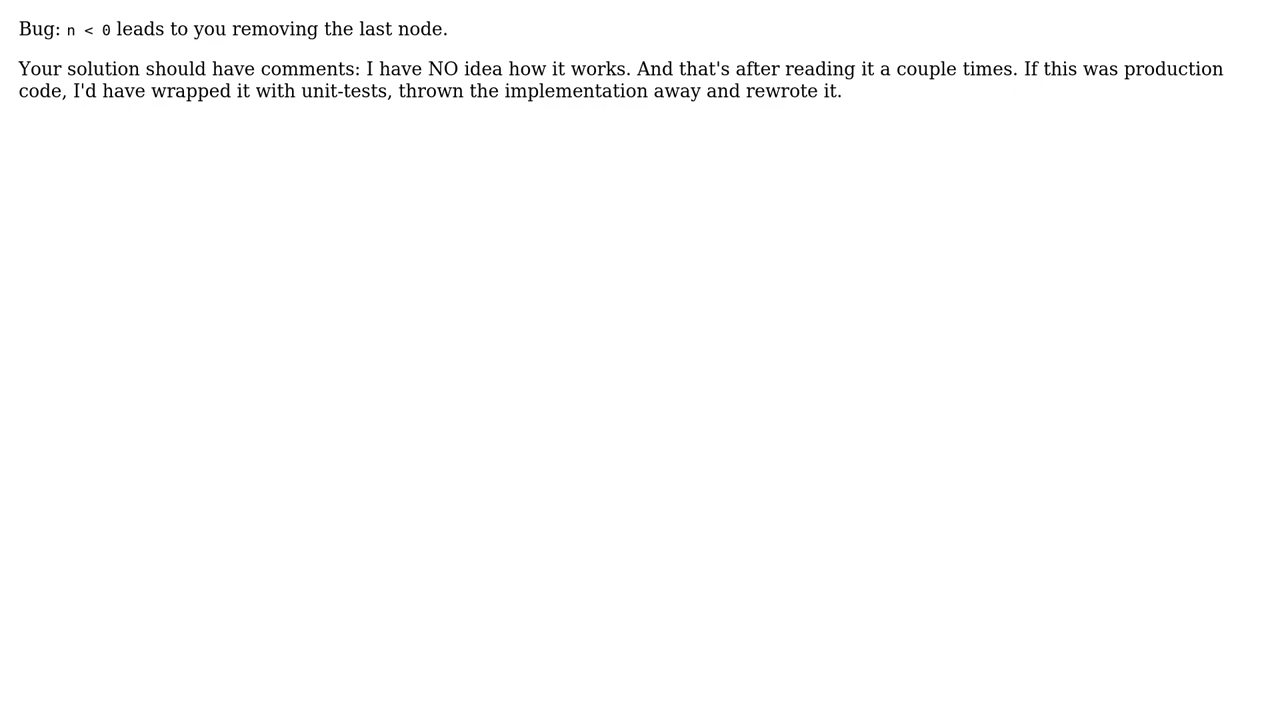 Bug: n < 0 leads to you removing the last node.
Your solution should have comments: I have NO idea how it works. And that's after reading it a couple times. If this was production
code, I'd have wrapped it with unit-tests, thrown the implementation away and rewrote it.